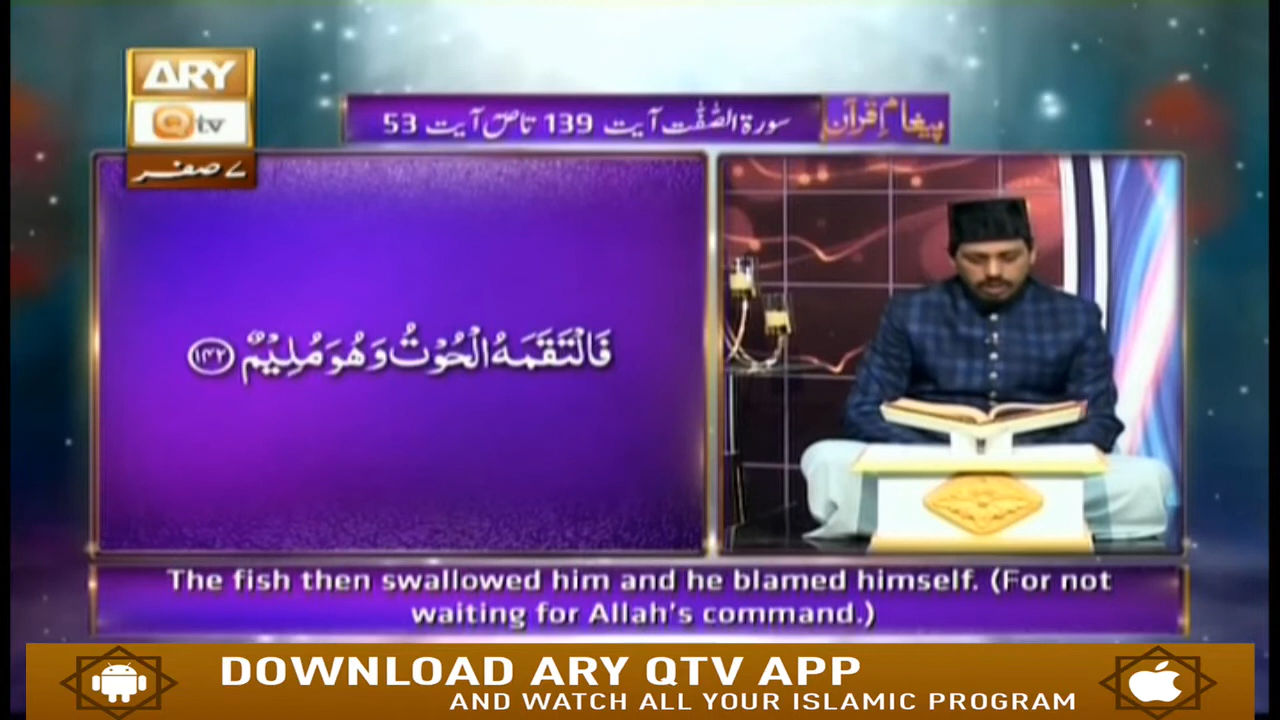 ARY
Qtv
۷ صفر
پیغامِ قرآن
سورۃ الصّٰٓفّٰت آیت 139 تا صٓ آیت 53
فَالْتَقَمَهُ الْحُوْتُ وَهُوَ مُلِيْمٌ ﴿١٤٢﴾
The fish then swallowed him and he blamed himself. (For not
waiting for Allah's command.)
DOWNLOAD ARY QTV APP
AND WATCH ALL YOUR ISLAMIC PROGRAM